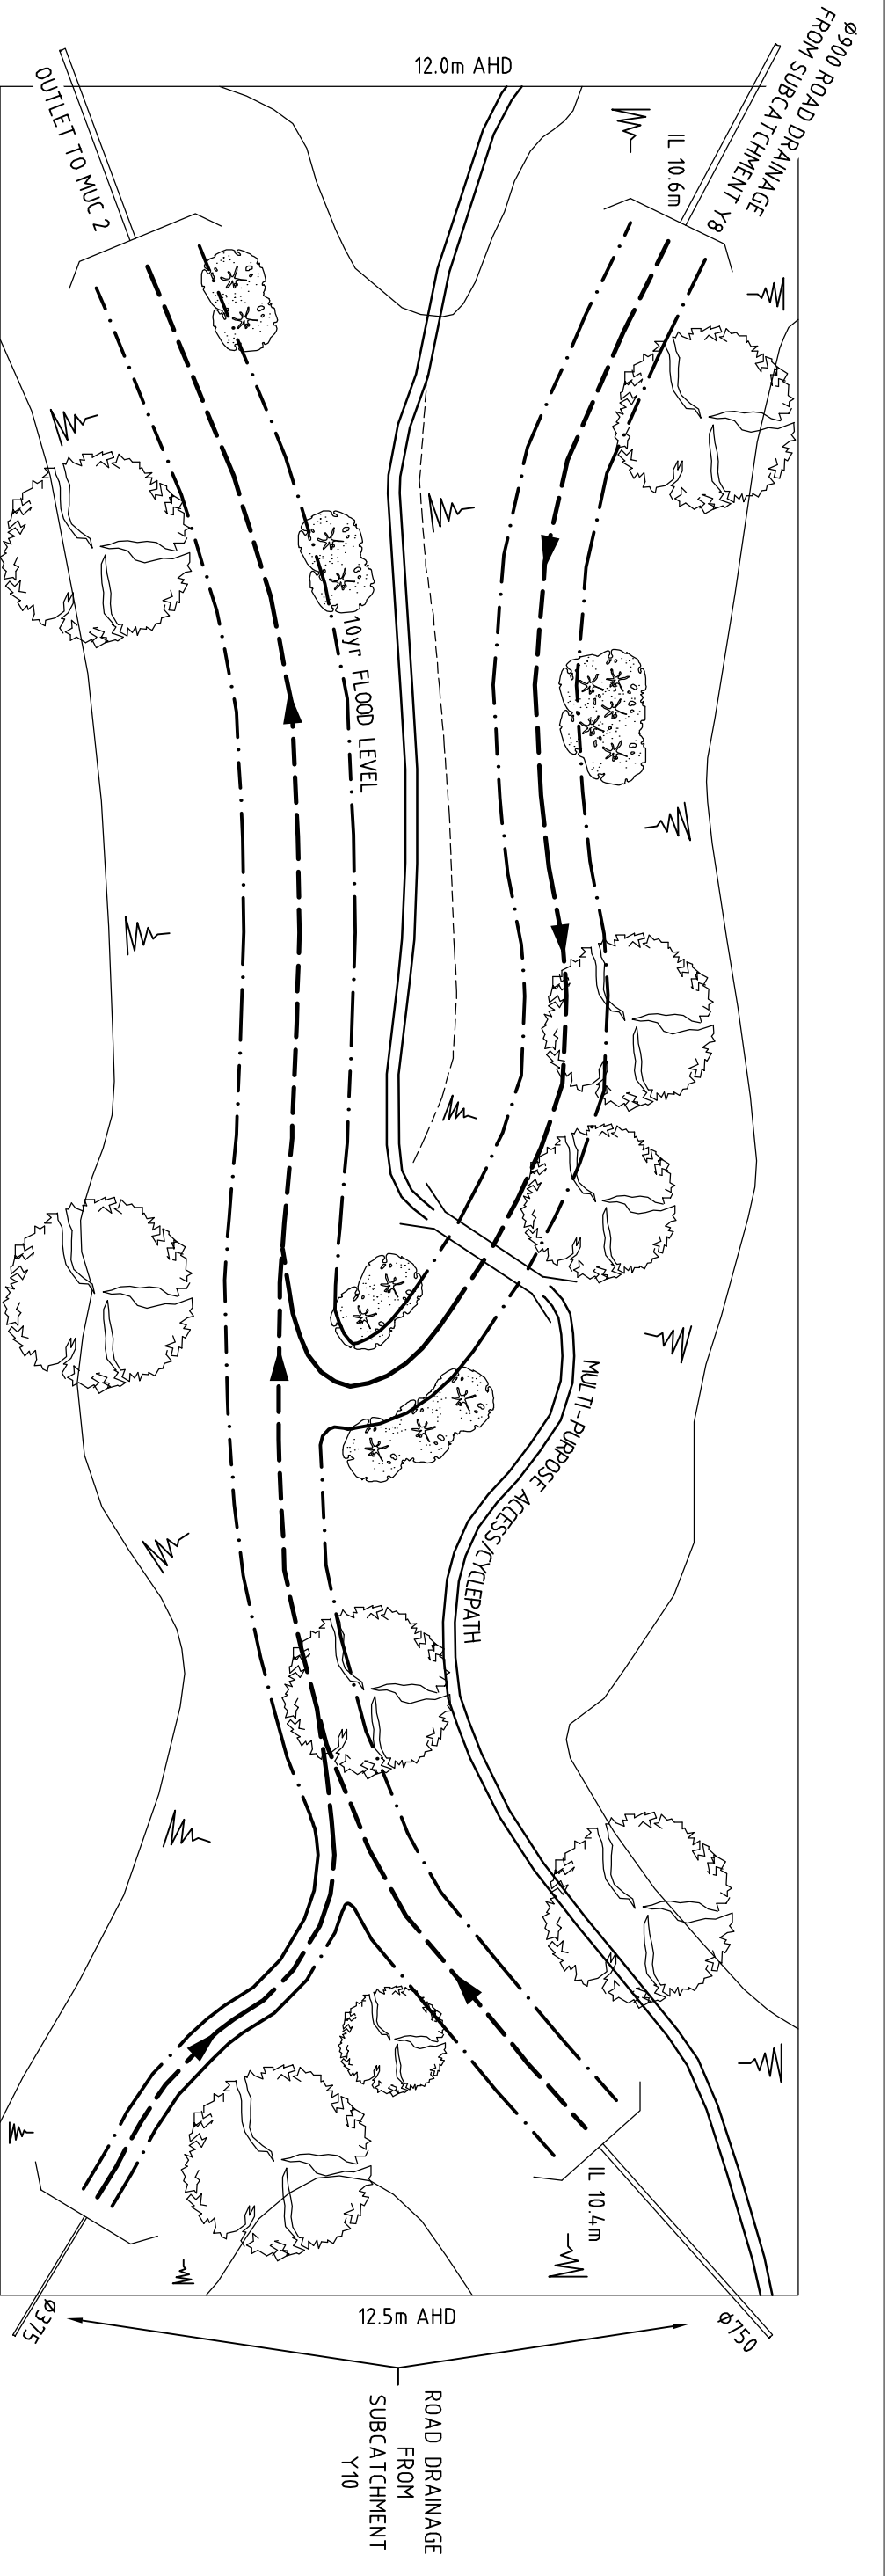 12.0m AHD
ø900 ROAD DRAINAGE
FROM SUBCATCHMENT Y8
IL 10.6m
OUTLET TO MUC 2
10yr FLOOD LEVEL
MULTI-PURPOSE ACCESS/CYCLEPATH
IL 10.4m
ø375
12.5m AHD
ø750
ROAD DRAINAGE
FROM
SUBCATCHMENT
Y10